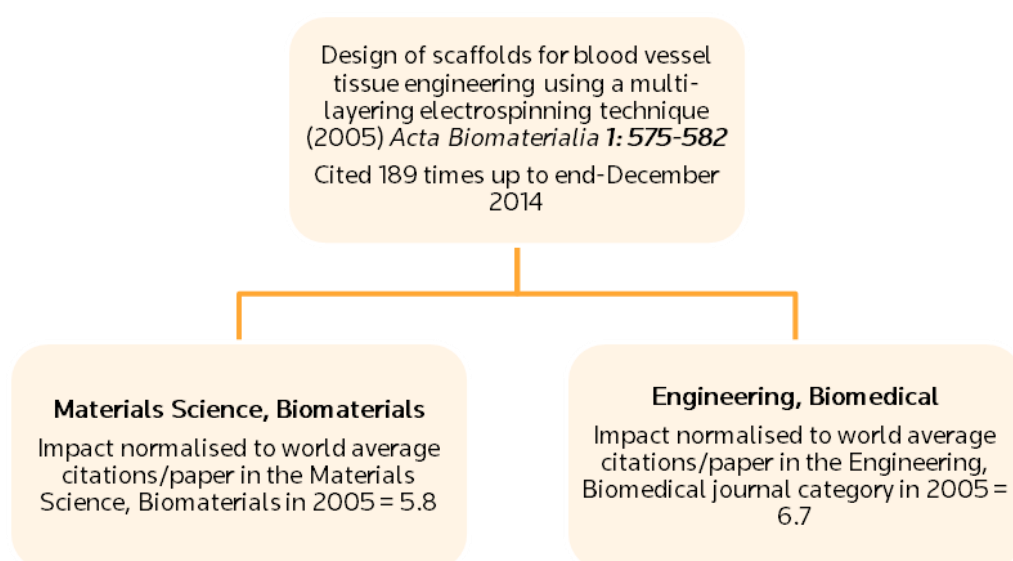 Design of scaffolds for blood vessel
tissue engineering using a multi-
layering electrospinning technique
(2005) Acta Biomaterialia 1: 575-582
Cited 189 times up to end-December
2014
Materials Science, Biomaterials
Impact normalised to world average
citations/paper in the Materials
Science, Biomaterials in 2005 = 5.8
Engineering, Biomedical
Impact normalised to world average
citations/paper in the Engineering,
Biomedical journal category in 2005 =
6.7